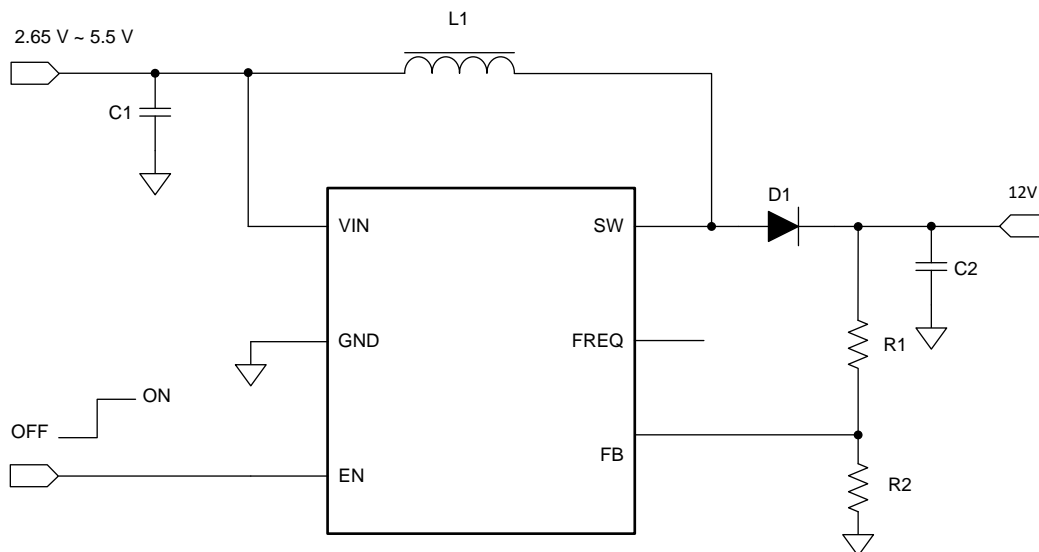 L1
2.65 V ~ 5.5 V
C1
D1
12V
VIN
SW
C2
GND
FREQ
R1
ON
OFF
FB
EN
R2